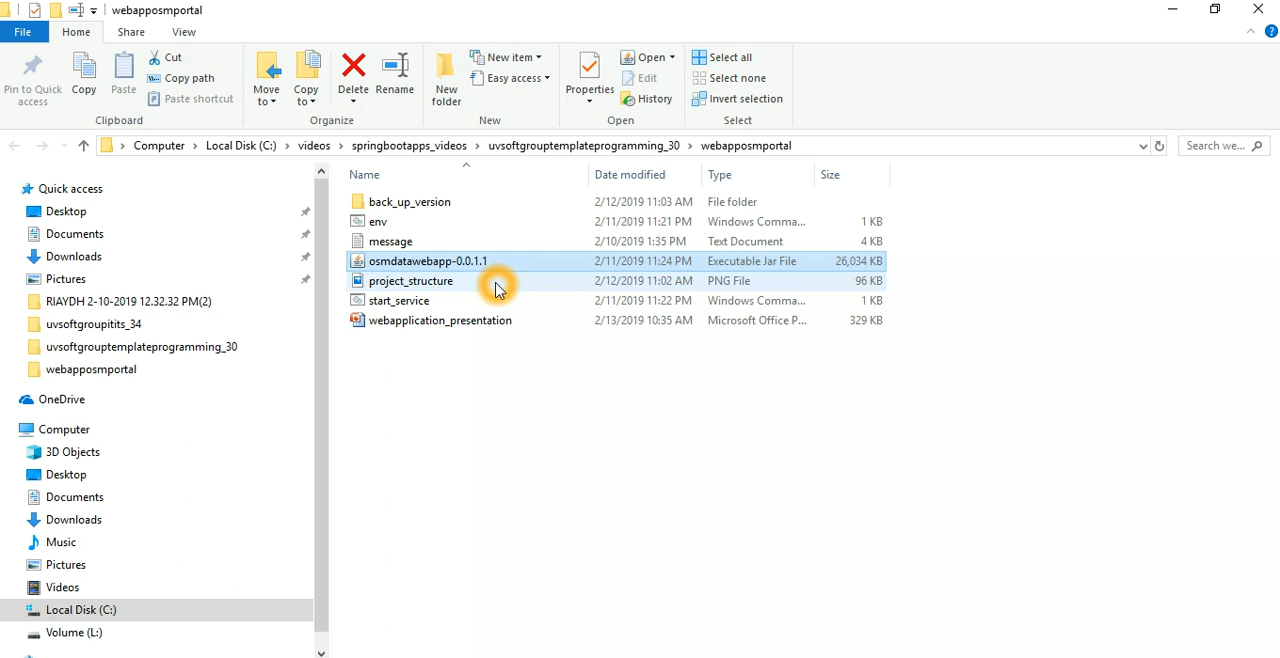 webapposmportal
File Home Share View
Pin to Quick access
Copy
Paste
Cut
Copy path
Paste shortcut
Clipboard
Move to
Copy to
Delete
Rename
Organize
New folder
New item
Easy access
New
Properties
Open
Edit
History
Open
Select all
Select none
Invert selection
Select
Computer › Local Disk (C:) › videos › springbootapps_videos › uvsoftgrouptemplateprogramming_30 › webapposmportal
Search we...
Name Date modified Type Size
back_up_version 2/12/2019 11:03 AM File folder
env 2/11/2019 11:21 PM Windows Comma... 1 KB
message 2/10/2019 1:35 PM Text Document 4 KB
osmdatawebapp-0.0.1.1 2/11/2019 11:24 PM Executable Jar File 26,034 KB
project_structure 2/12/2019 11:02 AM PNG File 96 KB
start_service 2/11/2019 11:22 PM Windows Comma... 1 KB
webapplication_presentation 2/13/2019 10:35 AM Microsoft Office P... 329 KB
Quick access
Desktop
Documents
Downloads
Pictures
RIAYDH 2-10-2019 12.32.32 PM(2)
uvsoftgroupitits_34
uvsoftgrouptemplateprogramming_30
webapposmportal
OneDrive
Computer
3D Objects
Desktop
Documents
Downloads
Music
Pictures
Videos
Local Disk (C:)
Volume (L:)